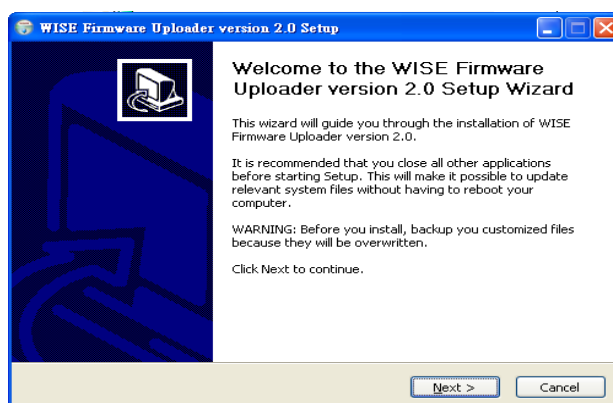 WISE Firmware Uploader version 2.0 Setup
Welcome to the WISE Firmware
Uploader version 2.0 Setup Wizard
This wizard will guide you through the installation of WISE
Firmware Uploader version 2.0.
It is recommended that you close all other applications
before starting Setup. This will make it possible to update
relevant system files without having to reboot your
computer.
WARNING: Before you install, backup you customized files
because they will be overwritten.
Click Next to continue.
Next >
Cancel